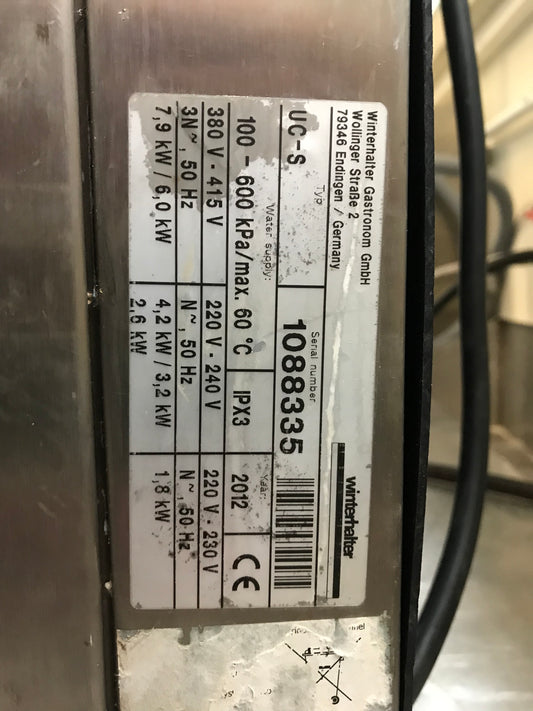 Winterhalter Gastronom GmbH
Wollinger Straße 2
79346 Endingen / Germany
winterhalter
Typ
UC-S
Serial number
1088335
Water supply:
100 - 600 kPa/max. 60 °C
IPX3
Year:
2012
CE
380 V - 415 V
220 V - 240 V
220 V - 230 V
3N~, 50 Hz
N~, 50 Hz
N~, 50 Hz
7,9 kW / 6,0 kW
4,2 kW / 3,2 kW
1,8 kW
2,6 kW